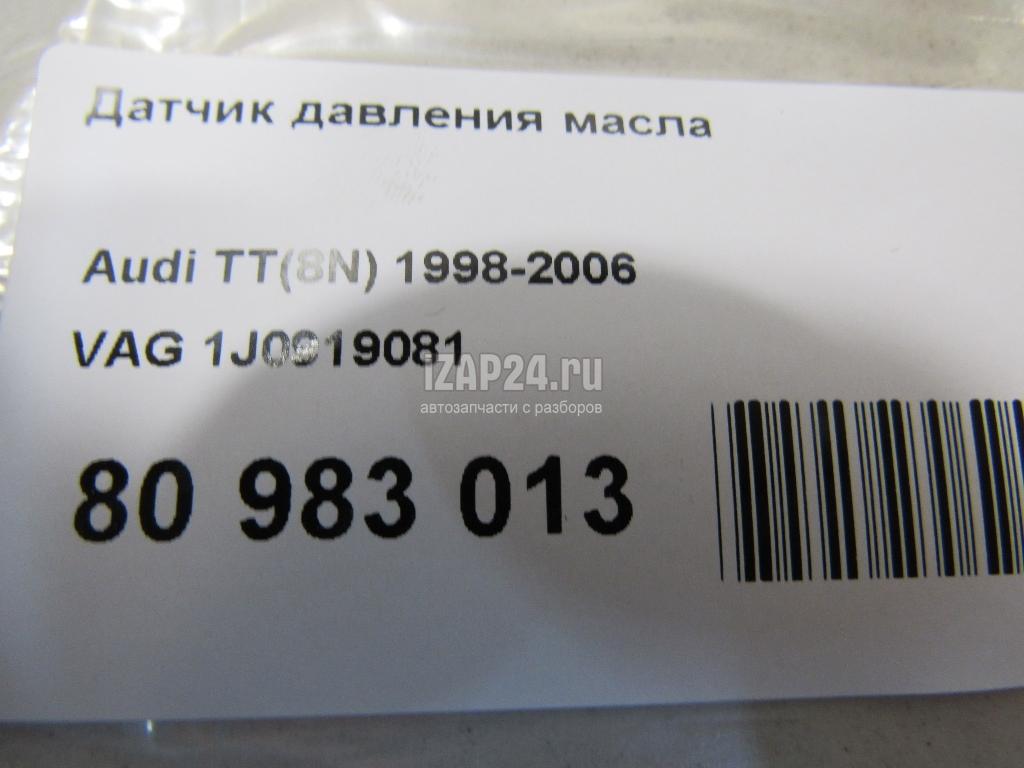 Датчик давления масла
Audi TT(8N) 1998-2006
VAG 1J0919081
iZAP24.ru
автозапчасти с разборов
80 983 013